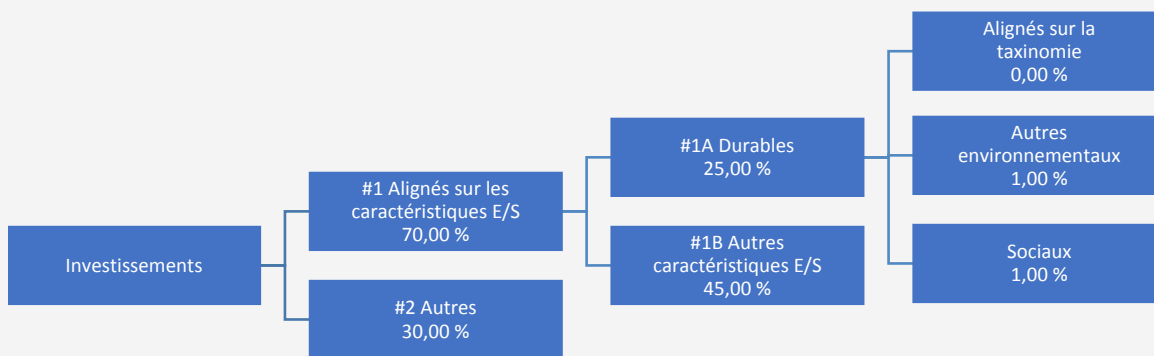 Investissements
#1 Alignés sur les
caractéristiques E/S
70,00 %
#2 Autres
30,00 %
#1A Durables
25,00 %
#1B Autres
caractéristiques E/S
45,00 %
Alignés sur la
taxinomie
0,00 %
Autres
environnementaux
1,00 %
Sociaux
1,00 %